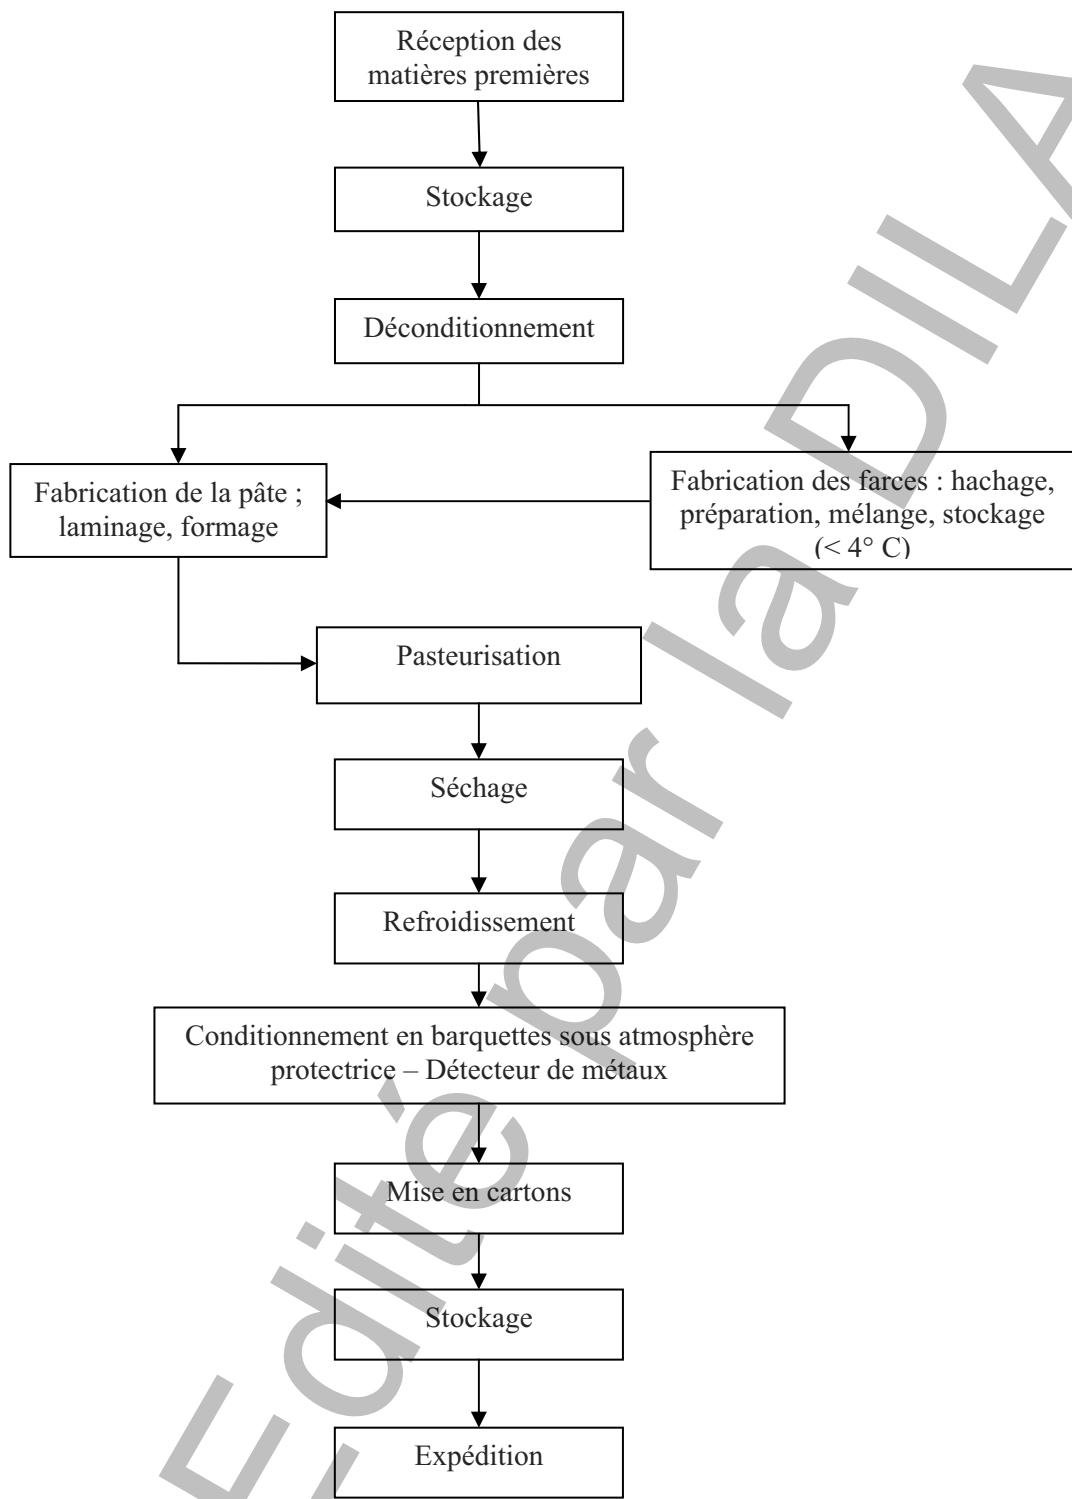 Réception des
matières premières
Stockage
Déconditionnement
Fabrication de la pâte ;
laminage, formage
Fabrication des farces : hachage,
préparation, mélange, stockage
(< 4° C)
Pasteurisation
Séchage
Refroidissement
Conditionnement en barquettes sous atmosphère
protectrice – Détecteur de métaux
Mise en cartons
Stockage
Expédition
Edité par la DILA